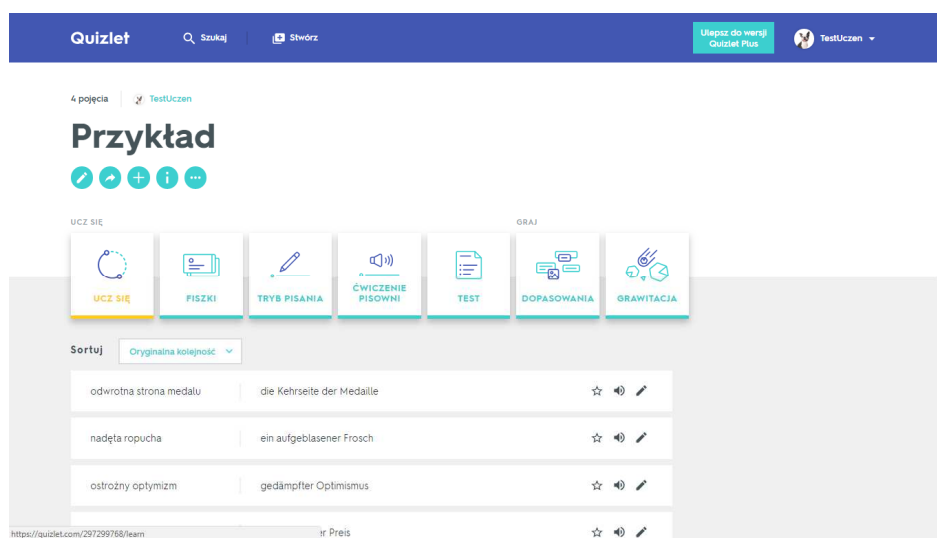 Quizlet
Szukaj
Stwórz
Ulepsz do wersji
Quizlet Plus
TestUczen
4 pojęcia
TestUczen
Przykład
UCZ SIĘ
GRAJ
UCZ SIĘ
FISZKI
TRYB PISANIA
ĆWICZENIE
PISOWNI
TEST
DOPASOWANIA
GRAWITACJA
Sortuj
Oryginalna kolejność
odwrotna strona medalu
die Kehrseite der Medaille
nadęta ropucha
ein aufgeblasener Frosch
ostrożny optymizm
gedämpfter Optimismus
https://quizlet.com/297299768/learn
Preis